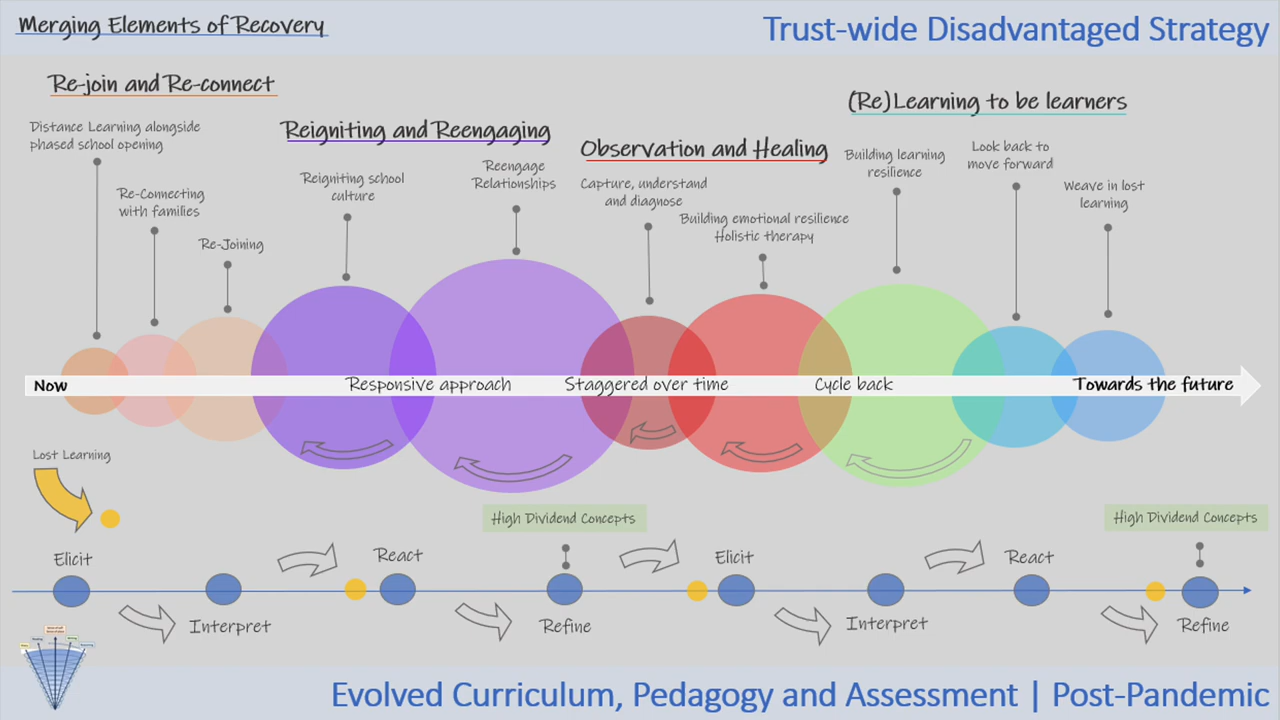 Merging Elements of Recovery
Trust-wide Disadvantaged Strategy
Re-join and Re-connect
Distance Learning alongside
phased school opening
Re-Connecting
with families
Re-Joining
Reigniting and Reengaging
Reigniting school
culture
Reengage
Relationships
Observation and Healing
Capture, understand
and diagnose
Building emotional resilience
Holistic therapy
(Re)Learning to be learners
Building learning
resilience
Look back to
move forward
Weave in lost
learning
Now
Responsive approach
Staggered over time
Cycle back
Towards the future
Lost Learning
High Dividend Concepts
High Dividend Concepts
Elicit
Interpret
React
Refine
Elicit
Interpret
React
Refine
Evolved Curriculum, Pedagogy and Assessment | Post-Pandemic